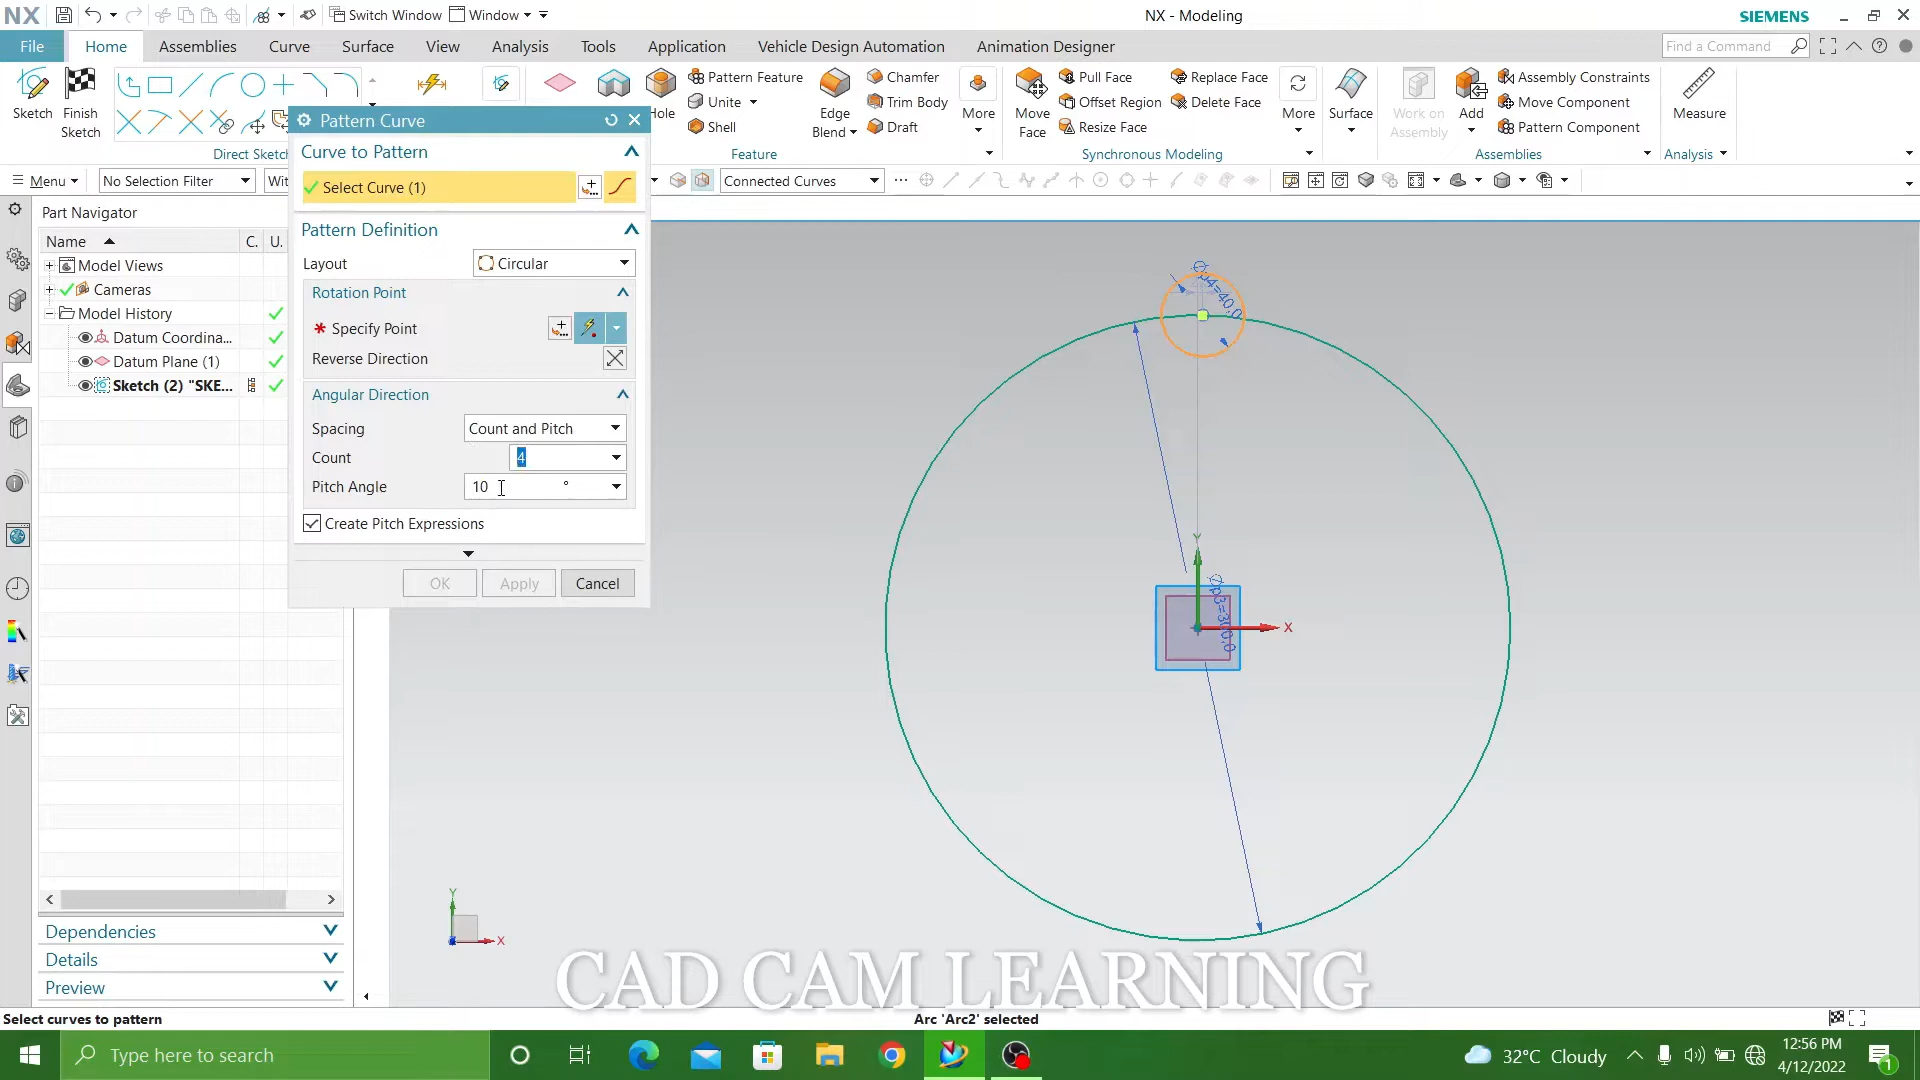 NX
Switch Window
Window
NX - Modeling
SIEMENS
File
Home
Assemblies
Curve
Surface
View
Analysis
Tools
Application
Vehicle Design Automation
Animation Designer
Find a Command
Sketch
Finish
Sketch
Direct Sketch
Hole
Pattern Feature
Unite
Shell
Edge
Blend
Chamfer
Trim Body
Draft
More
Feature
Move
Face
Pull Face
Offset Region
Resize Face
Replace Face
Delete Face
More
Synchronous Modeling
Surface
Work on
Assembly
Add
Assembly Constraints
Move Component
Pattern Component
Assemblies
Measure
Analysis
Menu
No Selection Filter
Wit
Connected Curves
Part Navigator
Name
C.
U.
Model Views
Cameras
Model History
Datum Coordina...
Datum Plane (1)
Sketch (2) "SKE...
Dependencies
Details
Preview
Pattern Curve
Curve to Pattern
Select Curve (1)
Pattern Definition
Layout
Circular
Rotation Point
* Specify Point
Reverse Direction
Angular Direction
Spacing
Count and Pitch
Count
4
Pitch Angle
10
°
Create Pitch Expressions
OK
Apply
Cancel
Y
X
Y
X
CAD CAM LEARNING
Select curves to pattern
Arc 'Arc2' selected
Type here to search
32°C Cloudy
12:56 PM
4/12/2022
1